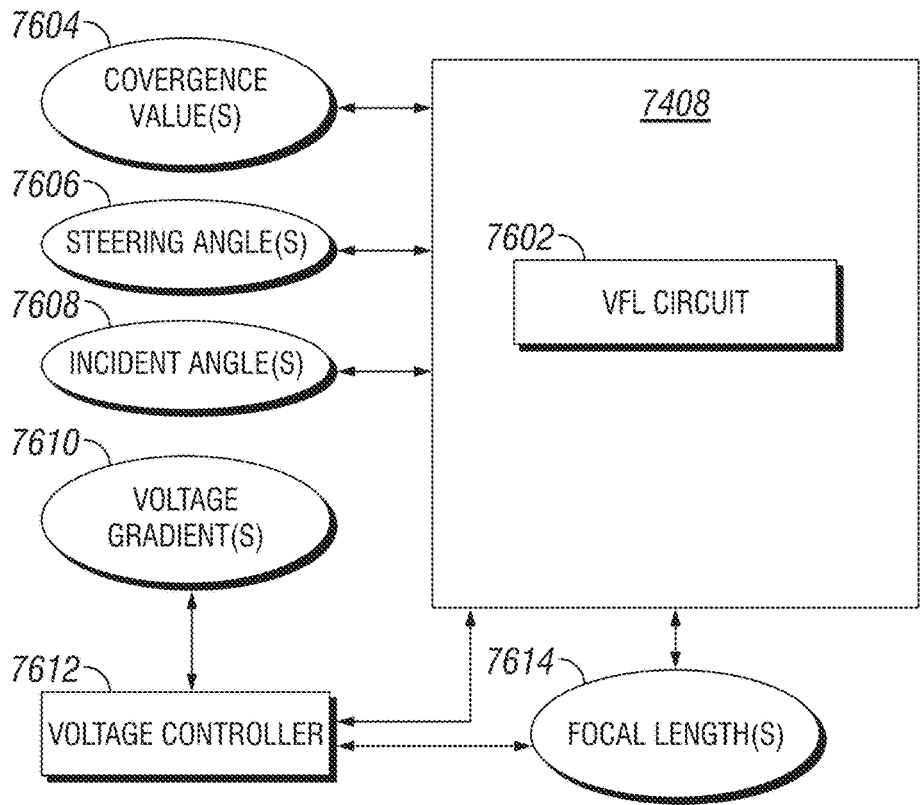 7604
COVERGENCE
VALUE(S)
7408
7606
STEERING ANGLE(S)
7602
VFL CIRCUIT
7608
INCIDENT ANGLE(S)
7610
VOLTAGE
GRADIENT(S)
7612
VOLTAGE CONTROLLER
7614
FOCAL LENGTH(S)